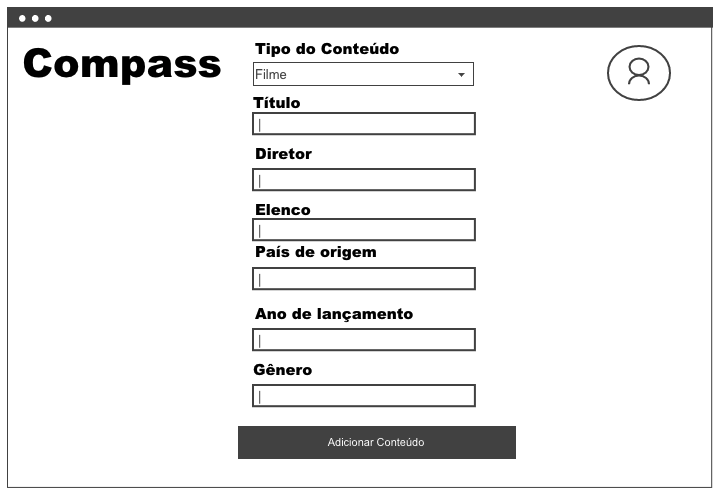 Compass
Tipo do Conteúdo
Filme
Título
Diretor
Elenco
País de origem
Ano de lançamento
Gênero
Adicionar Conteúdo